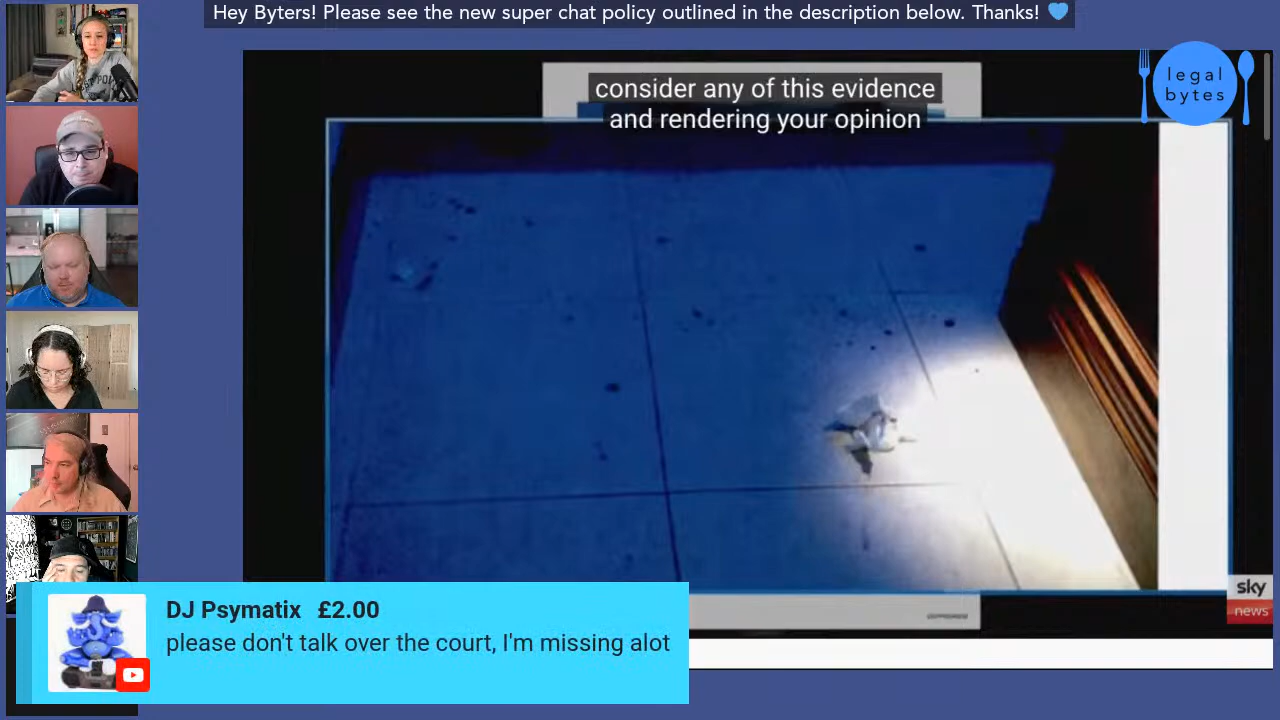 Hey Byters! Please see the new super chat policy outlined in the description below. Thanks! 💙
legal
bytes
consider any of this evidence
and rendering your opinion
sky
news
DJ Psymatix £2.00
please don't talk over the court, I'm missing alot